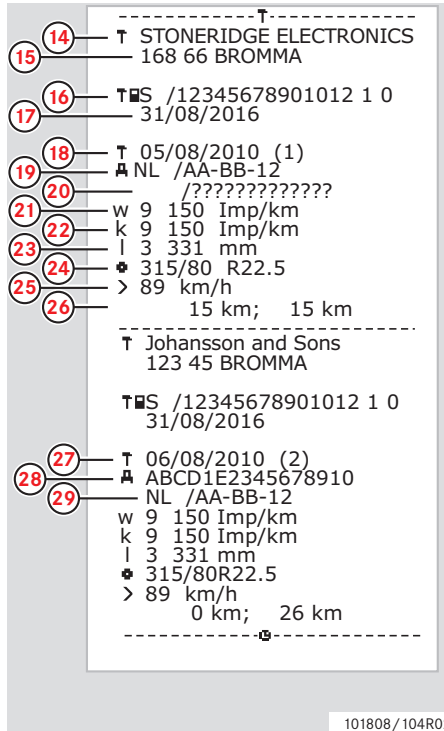 14 STONERIDGE ELECTRONICS
15 168 66 BROMMA
16 S /12345678901012 1 0
17 31/08/2016
18 05/08/2010 (1)
19 NL /AA-BB-12
20 /?????????????
21 w 9 150 Imp/km
22 k 9 150 Imp/km
23 l 3 331 mm
24 315/80 R22.5
25 > 89 km/h
26 15 km; 15 km
Johansson and Sons
123 45 BROMMA
S /12345678901012 1 0
31/08/2016
27 06/08/2010 (2)
28 ABCD1E2345678910
29 NL /AA-BB-12
w 9 150 Imp/km
k 9 150 Imp/km
l 3 331 mm
315/80R22.5
> 89 km/h
0 km; 26 km
101808/104R0